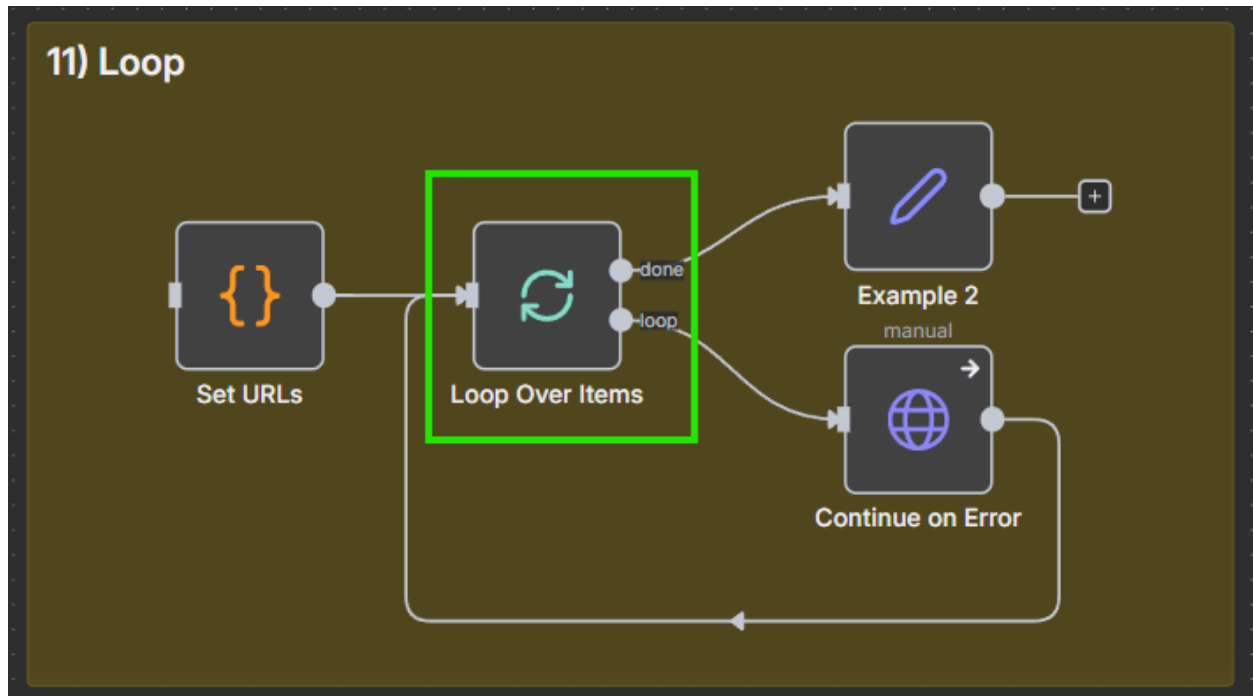 11) Loop
done
loop
Set URLs
Loop Over Items
Example 2
manual
Continue on Error